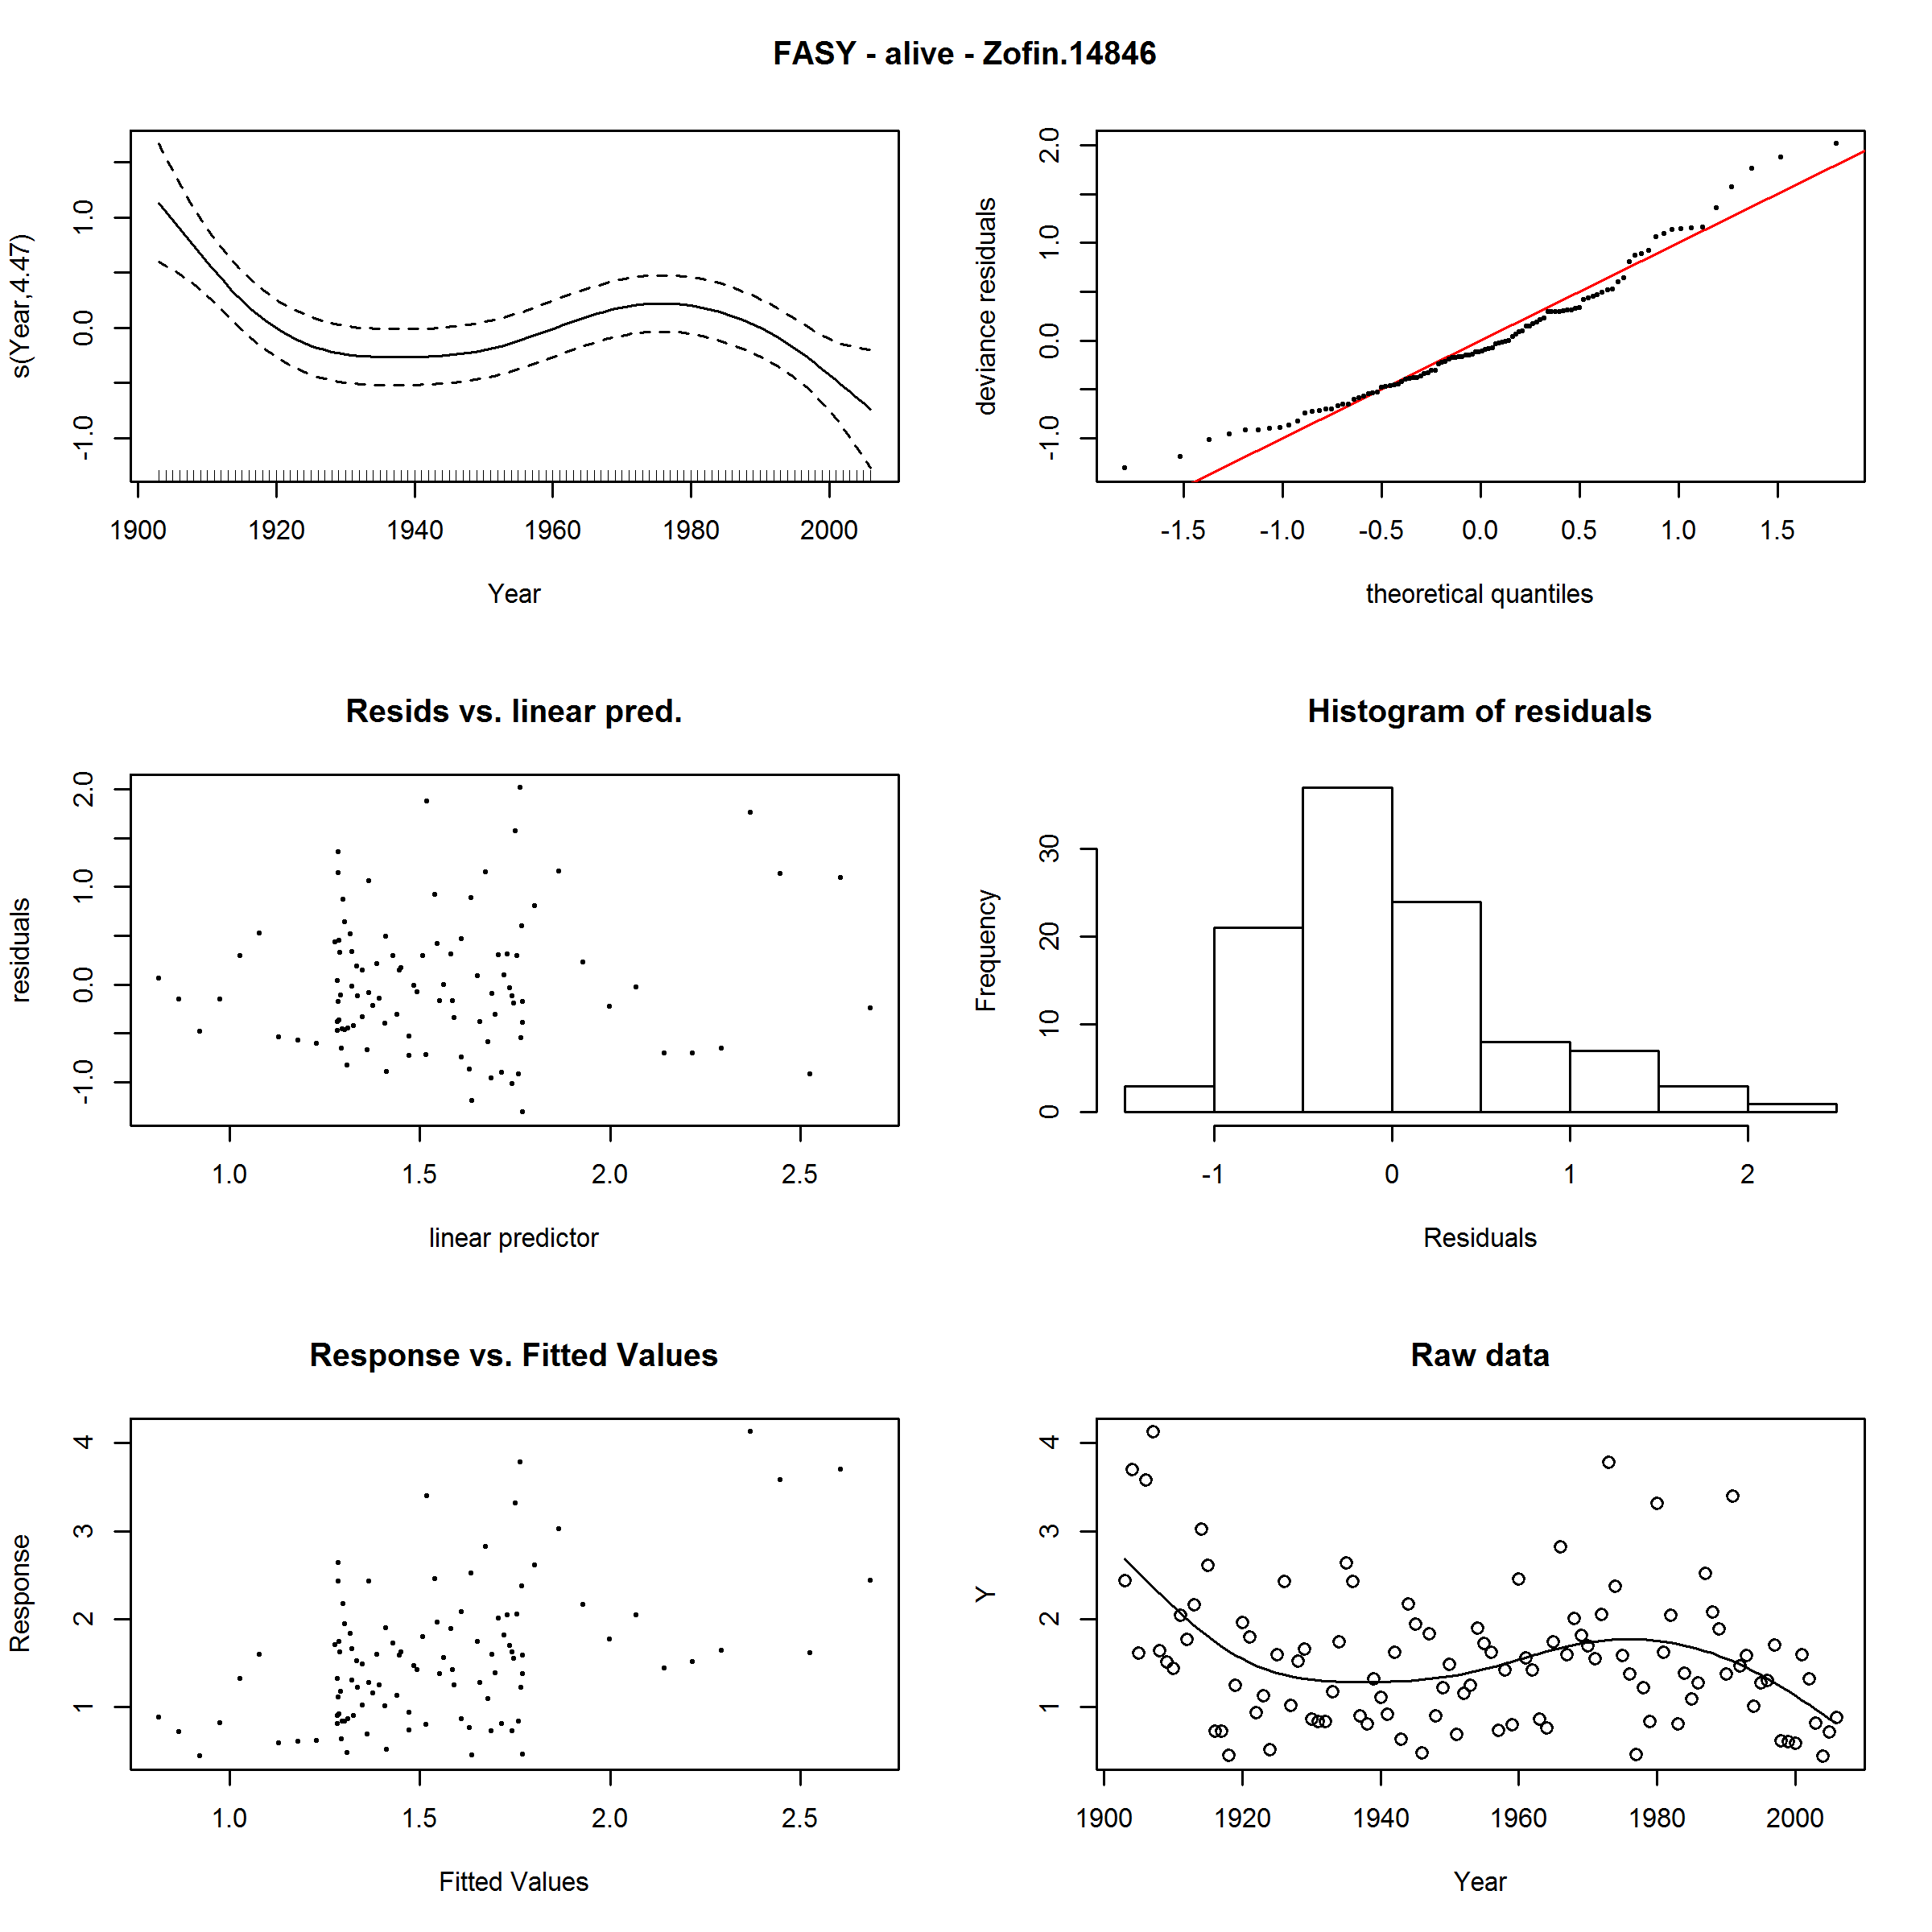 FASY - alive - Zofin.14846
s(Year,4.47)
-1.0 0.0 1.0
1900 1920 1940 1960 1980 2000
Year
deviance residuals
-1.0 0.0 1.0 2.0
-1.5 -1.0 -0.5 0.0 0.5 1.0 1.5
theoretical quantiles
Resids vs. linear pred.
residuals
-1.0 0.0 1.0 2.0
1.0 1.5 2.0 2.5
linear predictor
Histogram of residuals
Frequency
0 10 20 30
-1 0 1 2
Residuals
Response vs. Fitted Values
Response
1 2 3 4
1.0 1.5 2.0 2.5
Fitted Values
Raw data
Y
1 2 3 4
1900 1920 1940 1960 1980 2000
Year